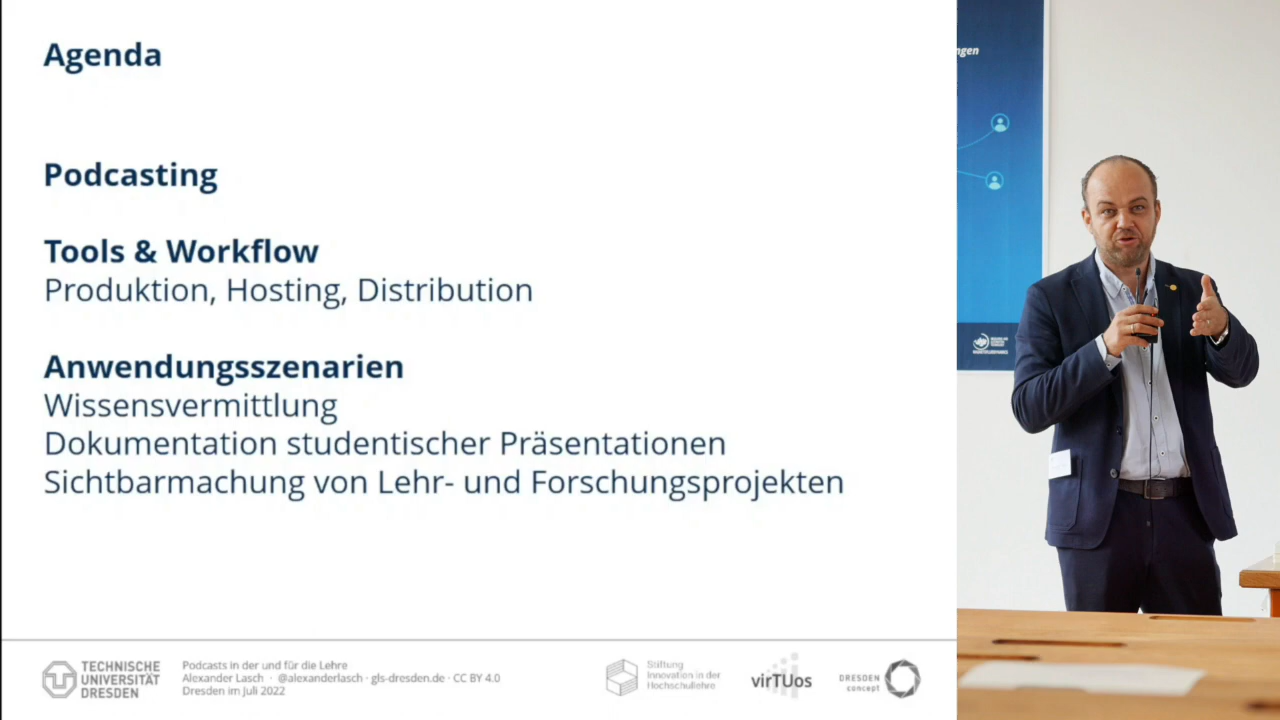 Agenda
Podcasting
Tools & Workflow
Produktion, Hosting, Distribution
Anwendungsszenarien
Wissensvermittlung
Dokumentation studentischer Präsentationen
Sichtbarmachung von Lehr- und Forschungsprojekten
TECHNISCHE
UNIVERSITÄT
DRESDEN
Podcasts in der und für die Lehre
Alexander Lasch · @alexanderlasch · gls-dresden.de · CC BY 4.0
Dresden im Juli 2022
Stiftung
Innovation in der
Hochschullehre
virTUos
DRESDEN
concept
ngen